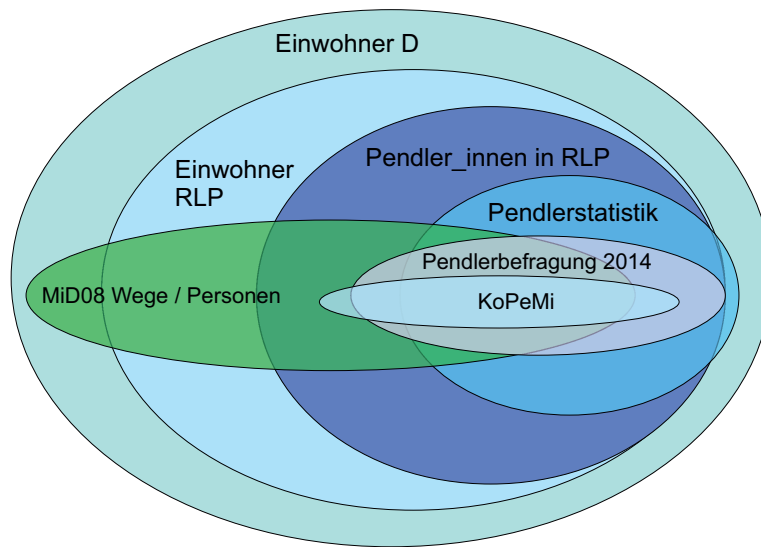 Einwohner D
Einwohner
RLP
Pendler_innen in RLP
Pendlerstatistik
Pendlerbefragung 2014
MiD08 Wege / Personen
KoPeMi